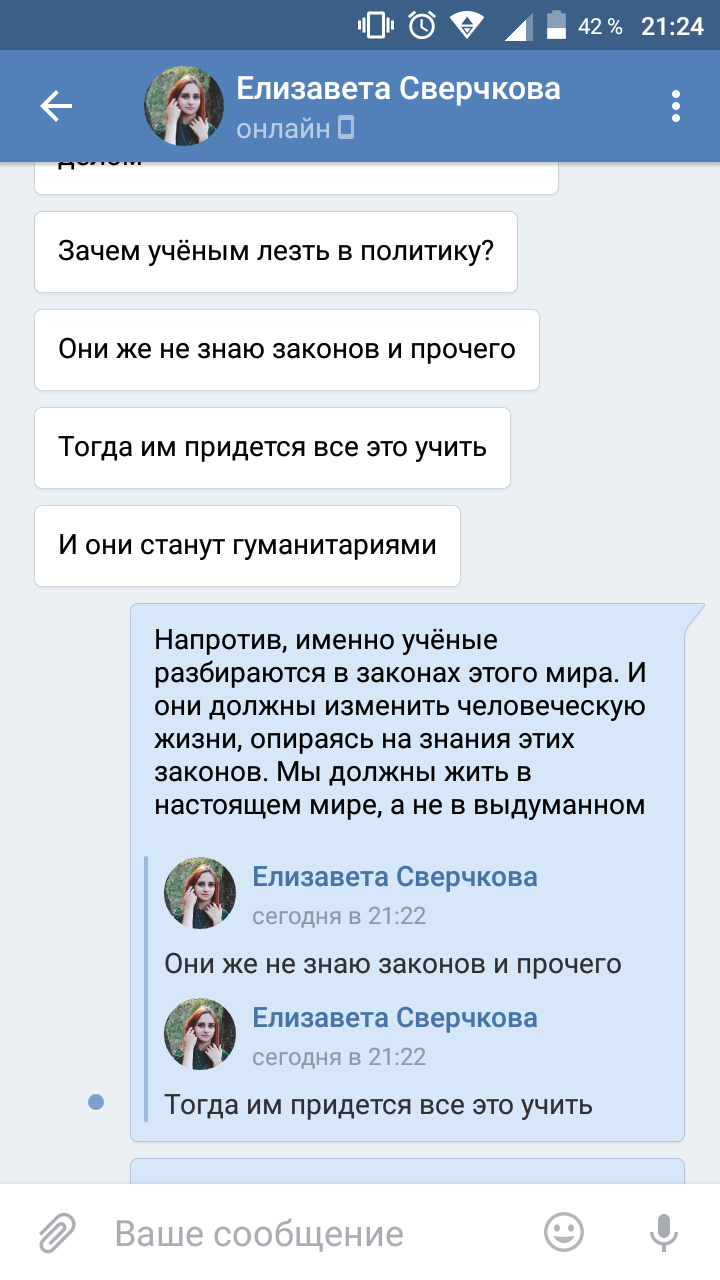 42 % 21:24
Елизавета Сверчкова
онлайн
Зачем учёным лезть в политику?
Они же не знаю законов и прочего
Тогда им придется все это учить
И они станут гуманитариями
Напротив, именно учёные
разбираются в законах этого мира. И
они должны изменить человеческую
жизни, опираясь на знания этих
законов. Мы должны жить в
настоящем мире, а не в выдуманном
Елизавета Сверчкова
сегодня в 21:22
Они же не знаю законов и прочего
Елизавета Сверчкова
сегодня в 21:22
Тогда им придется все это учить
Ваше сообщение